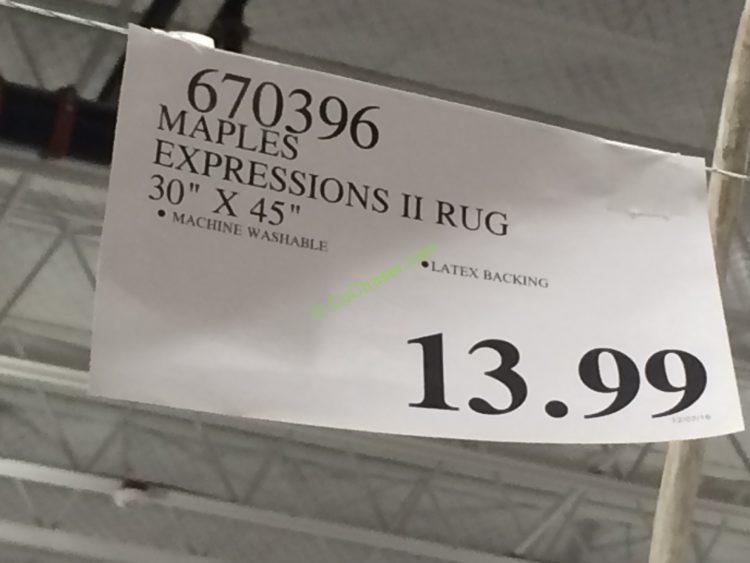 670396
MAPLES
EXPRESSIONS II RUG
30" X 45"
• MACHINE WASHABLE
• LATEX BACKING
13.99